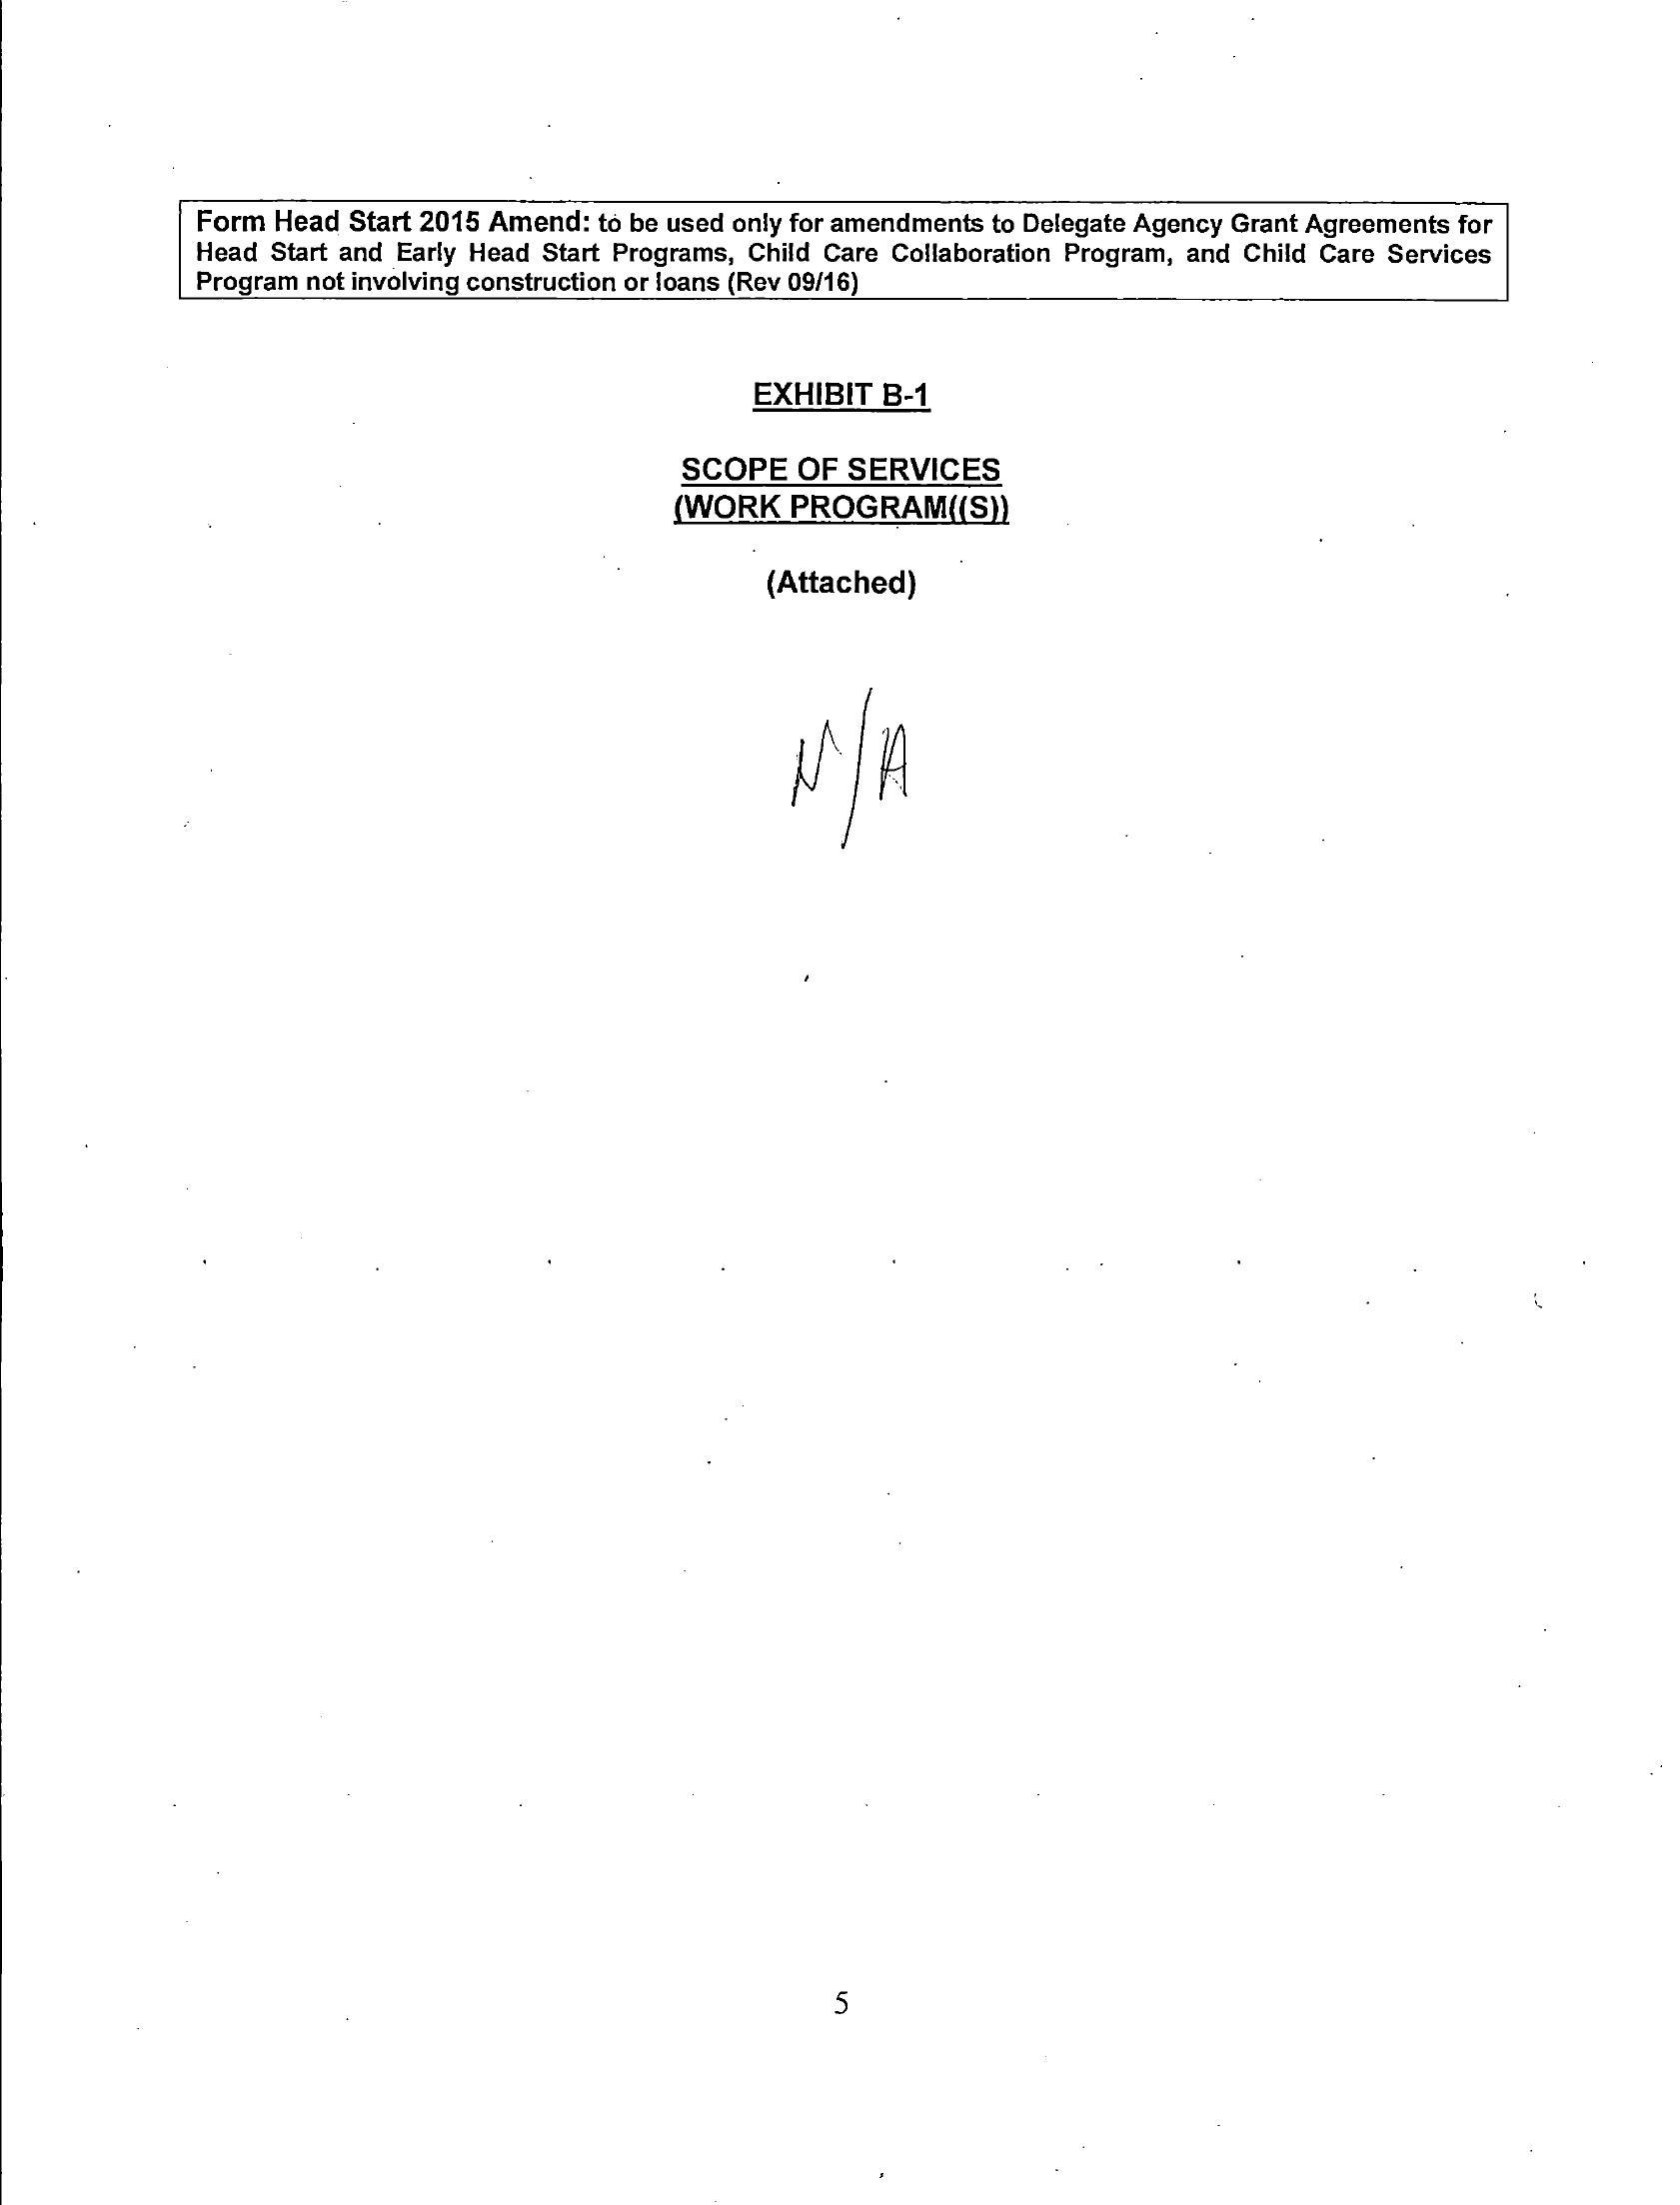 Form Head Start 2015 Amend: to be used only for amendments to Delegate Agency Grant Agreements for
Head Start and Early Head Start Programs, Child Care Collaboration Program, and Child Care Services
Program not involving construction or loans (Rev 09/16)
EXHIBIT B-1
SCOPE OF SERVICES
(WORK PROGRAM((S))
(Attached)
N/A
5